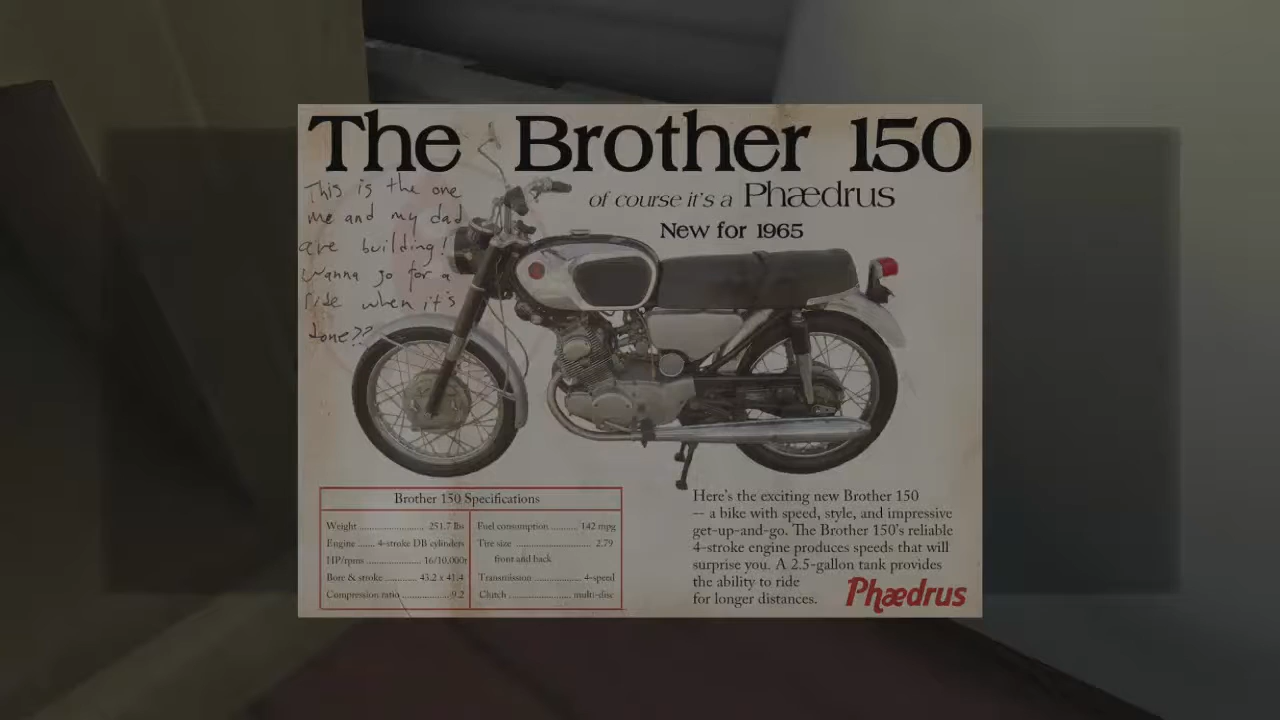 The Brother 150
of course it's a Phædrus
New for 1965
This is the one
me and my dad
are building!
Wanna go for a
ride when it's
done??
Brother 150 Specifications
Weight .......................... 251.7 lbs
Engine ...... 4-stroke DB cylinders
HP/rpms ................. 16/10.000r
Bore & stroke .......... 43.2 x 41.4
Compression ratio .................. 9.2
Fuel consumption .......... 142 mpg
Tire size .............................. 2.79
front and back
Transmission ................... 4-speed
Clutch ......................... multi-disc
Here's the exciting new Brother 150
-- a bike with speed, style, and impressive
get-up-and-go. The Brother 150's reliable
4-stroke engine produces speeds that will
surprise you. A 2.5-gallon tank provides
the ability to ride
for longer distances.
Phædrus